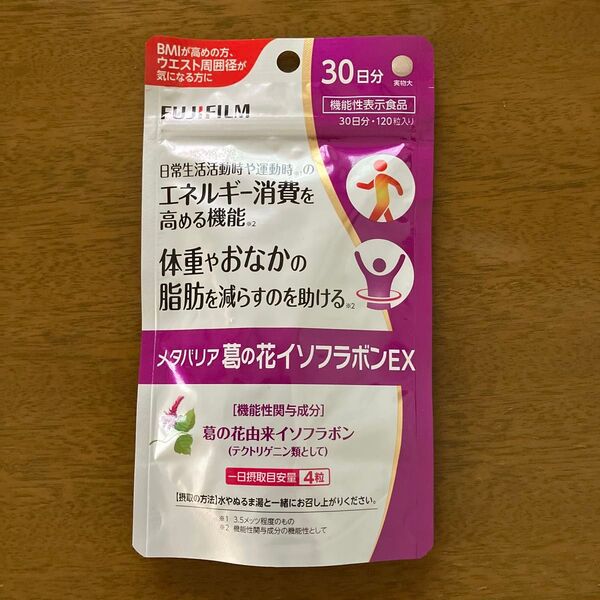 BMIが高めの方、
ウエスト周囲径が
気になる方に
30日分
実物大
FUJIFILM
機能性表示食品
30日分・120粒入り
日常生活活動時や運動時※1の
エネルギー消費を
高める機能※2
体重やおなかの
脂肪を減らすのを助ける※2
メタバリア 葛の花イソフラボンEX
[機能性関与成分]
葛の花由来イソフラボン
(テクトリゲニン類として)
一日摂取目安量 4粒
[摂取の方法]水やぬるま湯と一緒にお召し上がりください。
※1 3.5メッツ程度のもの
※2 機能性関与成分の機能性として